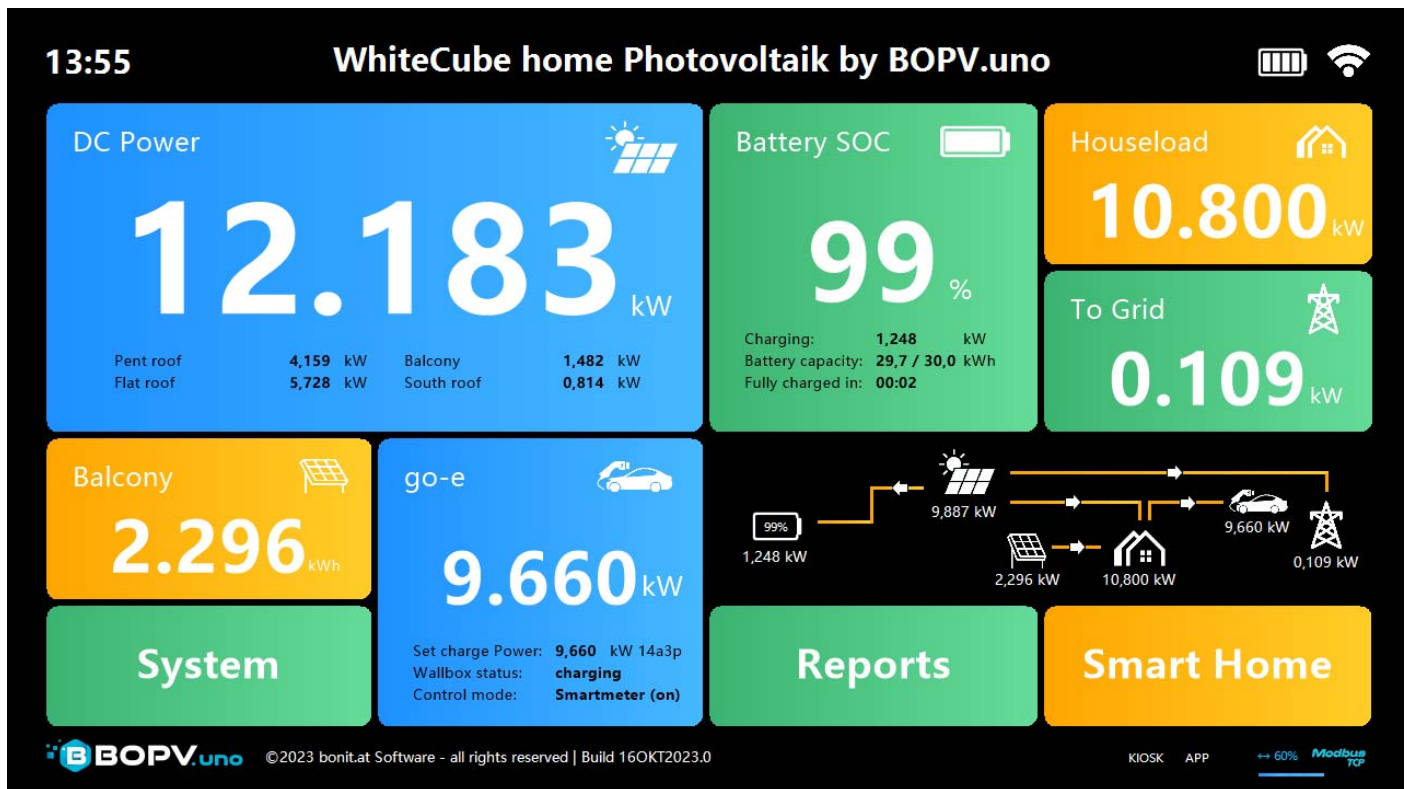 13:55 WhiteCube home Photovoltaik by BOPV.uno
DC Power
12.183 kW
Pent roof 4,159 kW Balcony 1,482 kW
Flat roof 5,728 kW South roof 0,814 kW
Battery SOC
99 %
Charging: 1,248 kW
Battery capacity: 29,7 / 30,0 kWh
Fully charged in: 00:02
Houseload
10.800 kW
To Grid
0.109 kW
Balcony
2.296 kWh
go-e
9.660 kW
Set charge Power: 9,660 kW 14a3p
Wallbox status: charging
Control mode: Smartmeter (on)
99%
1,248 kW
9,887 kW
2,296 kW
10,800 kW
9,660 kW
0,109 kW
System
Reports
Smart Home
B BOPV.uno ©2023 bonit.at Software - all rights reserved | Build 16OKT2023.0 KIOSK APP ↔ 60% Modbus
TCP